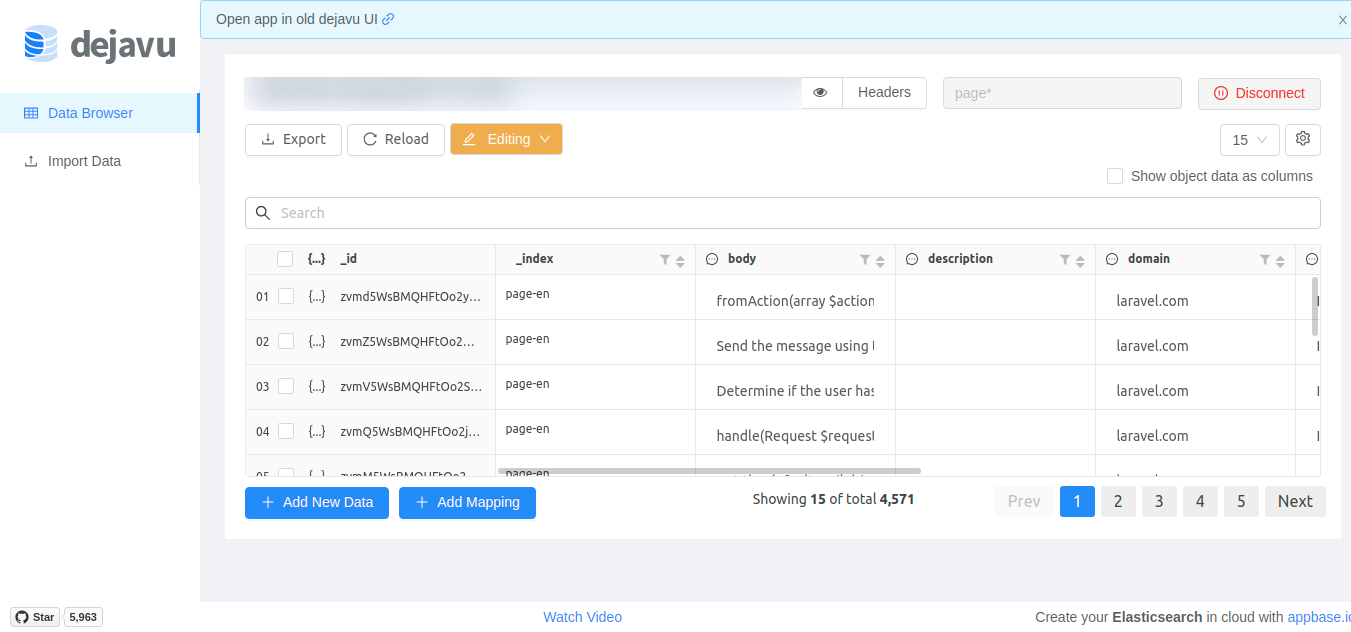 Open app in old dejavu UI
X
dejavu
Headers
page*
Disconnect
Data Browser
Export
Reload
Editing
15
Import Data
Show object data as columns
Search
{...} _id _index body description domain
01 {...} zvmd5WsBMQHFtOo2y... page-en fromAction(array $action laravel.com
02 {...} zvmZ5WsBMQHFtOo2... page-en Send the message using laravel.com
03 {...} zvmV5WsBMQHFtOo2S... page-en Determine if the user has laravel.com
04 {...} zvmQ5WsBMQHFtOo2j... page-en handle(Request $request laravel.com
05 {...} zvmM5WsBMQHFtOo2... page-en
Add New Data
Add Mapping
Showing 15 of total 4,571
Prev 1 2 3 4 5 Next
Star 5,963
Watch Video
Create your Elasticsearch in cloud with appbase.io